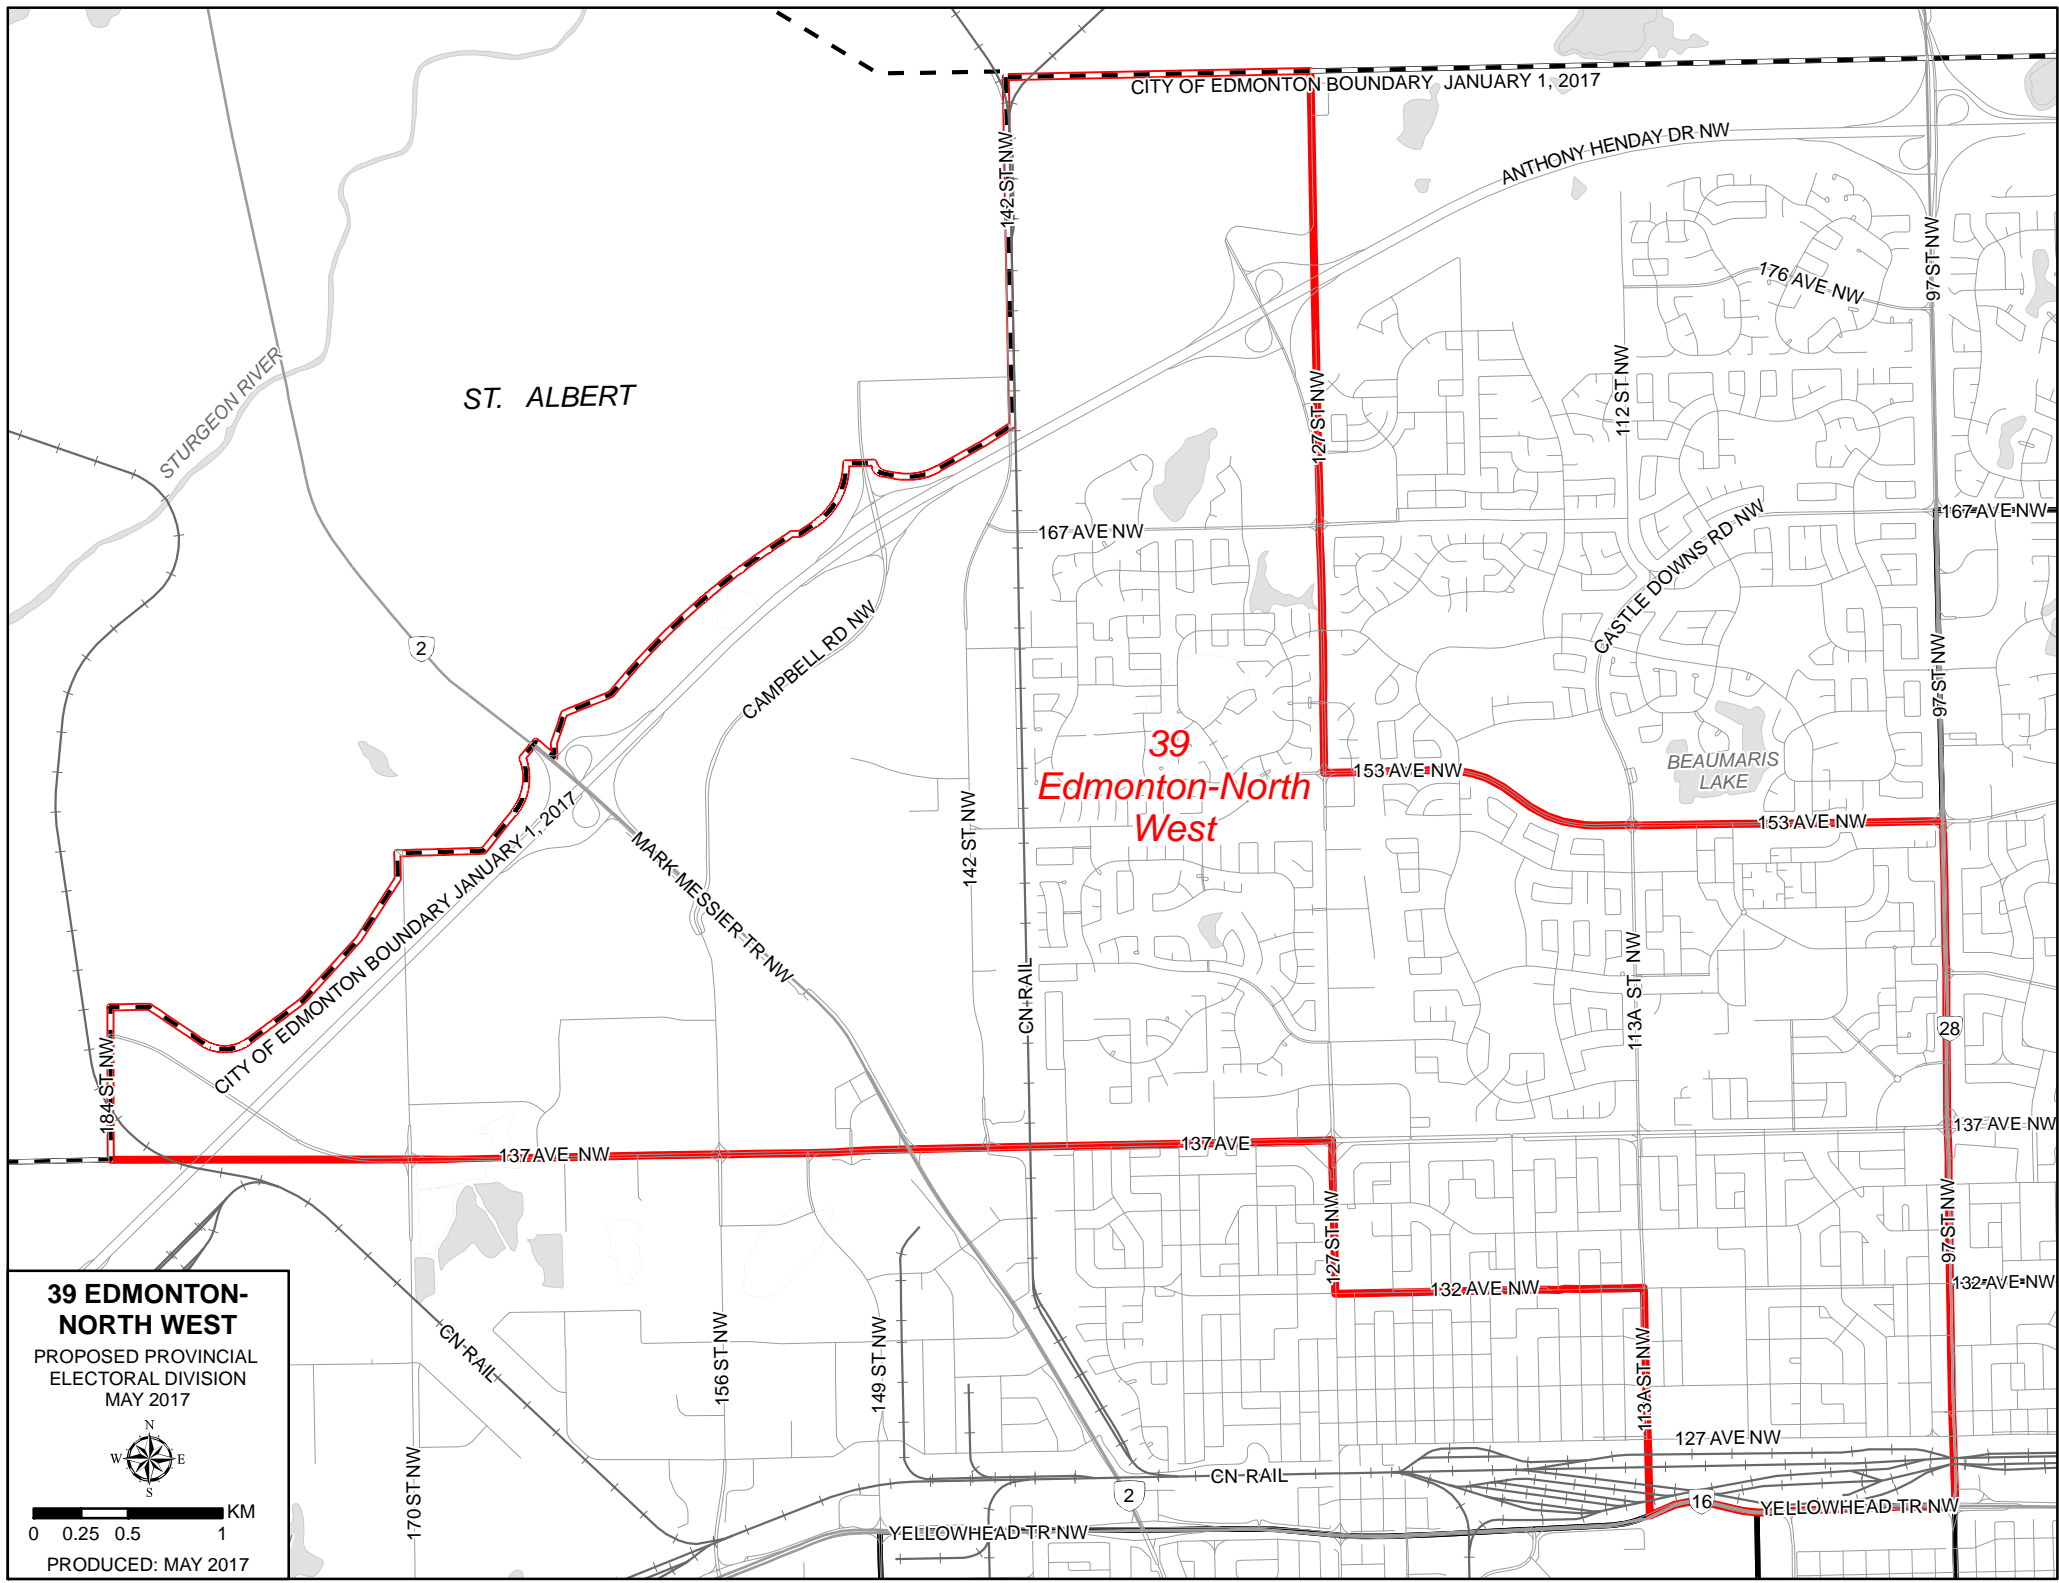 CITY OF EDMONTON BOUNDARY JANUARY 1, 2017
ANTHONY HENDAY DR NW
142 ST NW
97 ST NW
176 AVE NW
STURGEON RIVER
ST. ALBERT
127 ST NW
112 ST NW
167 AVE NW
167 AVE NW
CASTLE DOWNS RD NW
2
CAMPBELL RD NW
97 ST NW
39
Edmonton-North
West
153 AVE NW
BEAUMARIS
LAKE
153 AVE NW
142 ST NW
MARK MESSIER TR NW
CITY OF EDMONTON BOUNDARY JANUARY 1, 2017
CN RAIL
113A ST NW
28
184 ST NW
137 AVE NW
137 AVE
137 AVE NW
127 ST NW
97 ST NW
132 AVE NW
132 AVE NW
CN RAIL
156 ST NW
149 ST NW
113A ST NW
127 AVE NW
170 ST NW
CN RAIL
2
16
YELLOWHEAD TR NW
YELLOWHEAD TR NW
39 EDMONTON-
NORTH WEST
PROPOSED PROVINCIAL
ELECTORAL DIVISION
MAY 2017
N
W E
S
KM
0 0.25 0.5 1
PRODUCED: MAY 2017